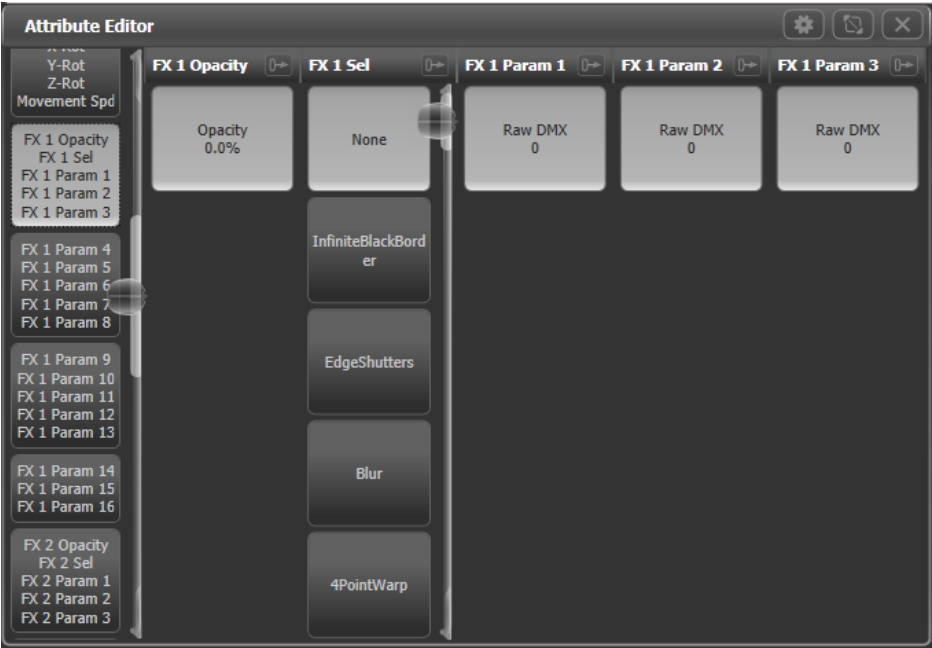 Attribute Editor
Y-Rot
Z-Rot
Movement Spd
FX 1 Opacity
FX 1 Sel
FX 1 Param 1
FX 1 Param 2
FX 1 Param 3
FX 1 Param 4
FX 1 Param 5
FX 1 Param 6
FX 1 Param 7
FX 1 Param 8
FX 1 Param 9
FX 1 Param 10
FX 1 Param 11
FX 1 Param 12
FX 1 Param 13
FX 1 Param 14
FX 1 Param 15
FX 1 Param 16
FX 2 Opacity
FX 2 Sel
FX 2 Param 1
FX 2 Param 2
FX 2 Param 3
FX 1 Opacity
Opacity
0.0%
FX 1 Sel
None
InfiniteBlackBord
er
EdgeShutters
Blur
4PointWarp
FX 1 Param 1
Raw DMX
0
FX 1 Param 2
Raw DMX
0
FX 1 Param 3
Raw DMX
0